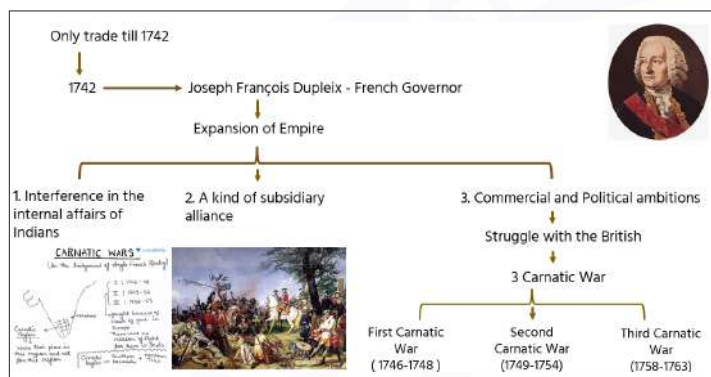 Only trade till 1742
1742
Joseph François Dupleix - French Governor
Expansion of Empire
1. Interference in the
internal affairs of
Indians
2. A kind of subsidiary
alliance
3. Commercial and Political ambitions
Struggle with the British
3 Carnatic War
First Carnatic
War
(1746-1748)
Second
Carnatic War
(1749-1754)
Third Carnatic
War
(1758-1763)
CARNATIC WARS